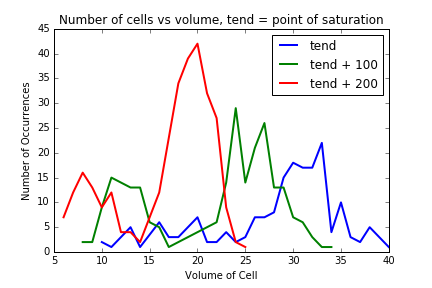 Number of cells vs volume, tend = point of saturation
45
40
35
30
25
20
15
10
5
0
Number of Occurrences
tend
tend + 100
tend + 200
5 10 15 20 25 30 35 40
Volume of Cell